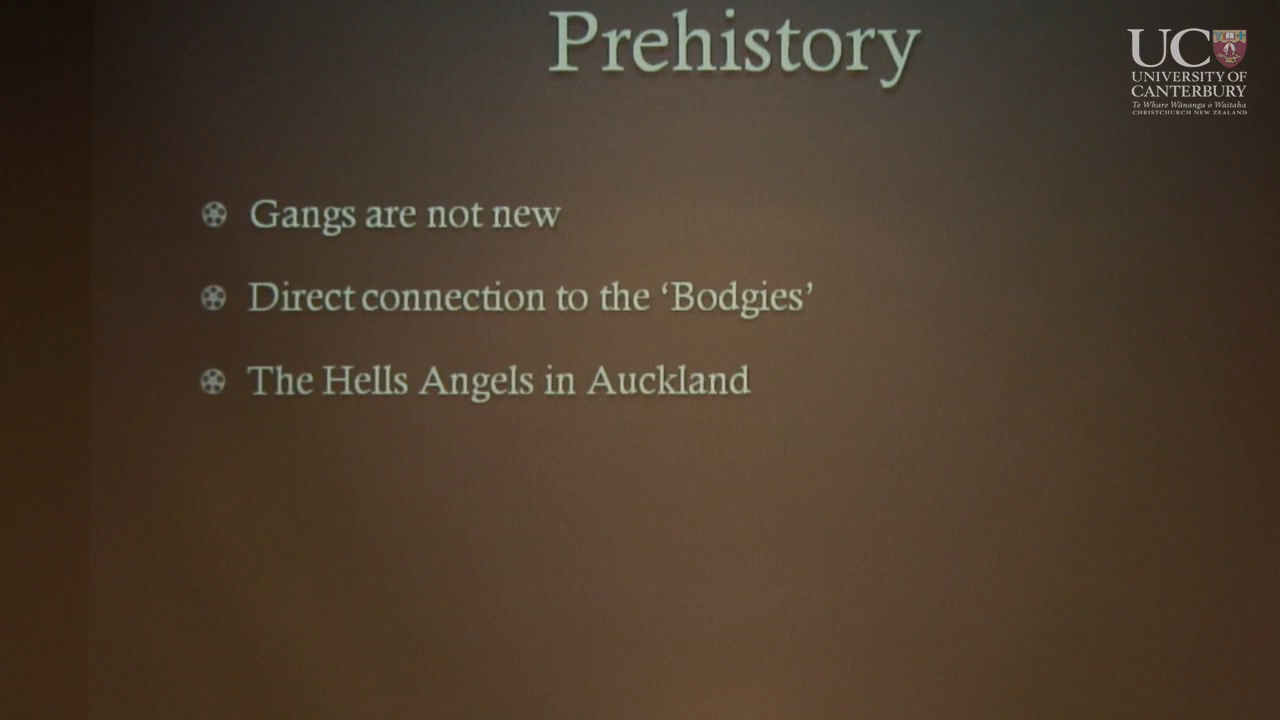 Prehistory
UC
UNIVERSITY OF
CANTERBURY
Te Whare Wānanga o Waitaha
CHRISTCHURCH NEW ZEALAND
Gangs are not new
Direct connection to the ‘Bodgies’
The Hells Angels in Auckland